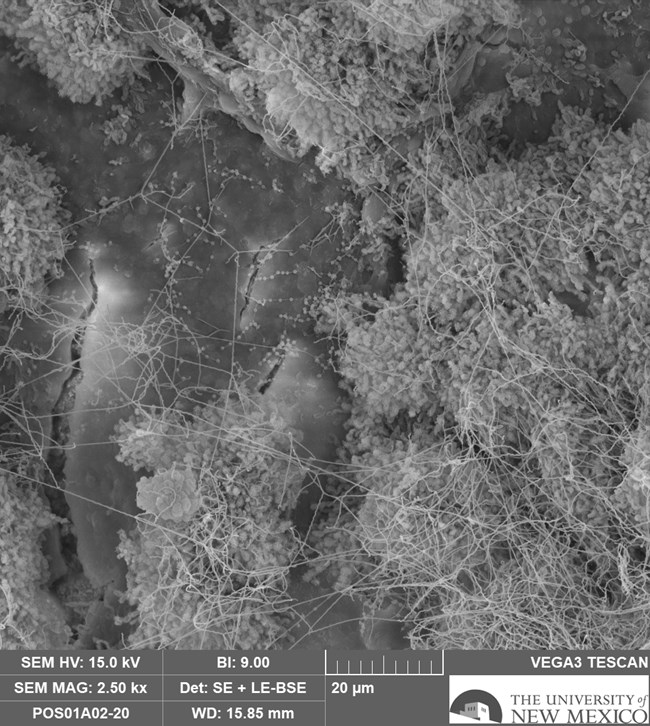 SEM HV: 15.0 kV
BI: 9.00
VEGA3 TESCAN
SEM MAG: 2.50 kx
Det: SE + LE-BSE
20 µm
POS01A02-20
WD: 15.85 mm
THE UNIVERSITY of
NEW MEXICO